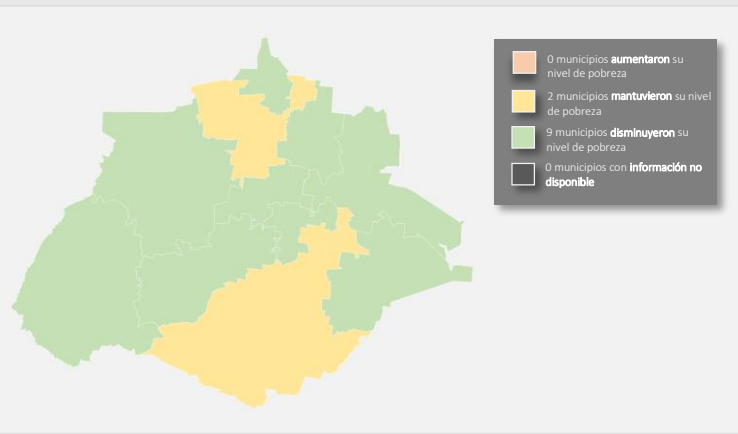 0 municipios aumentaron su
nivel de pobreza
2 municipios mantuvieron su nivel
de pobreza
9 municipios disminuyeron su
nivel de pobreza
0 municipios con información no
disponible